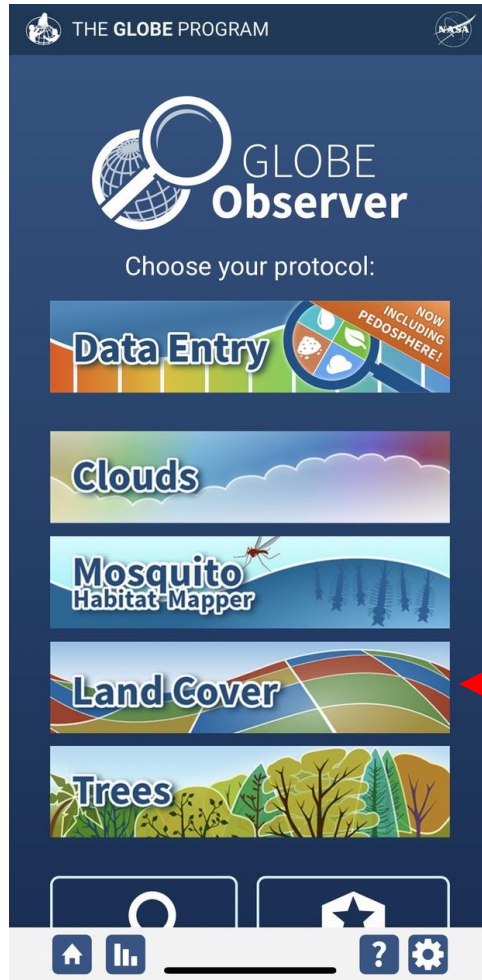 THE GLOBE PROGRAM
NASA
GLOBE
Observer
Choose your protocol:
Data Entry
NOW
INCLUDING
PEDOSPHERE!
Clouds
Mosquito
Habitat Mapper
Land Cover
Trees
?